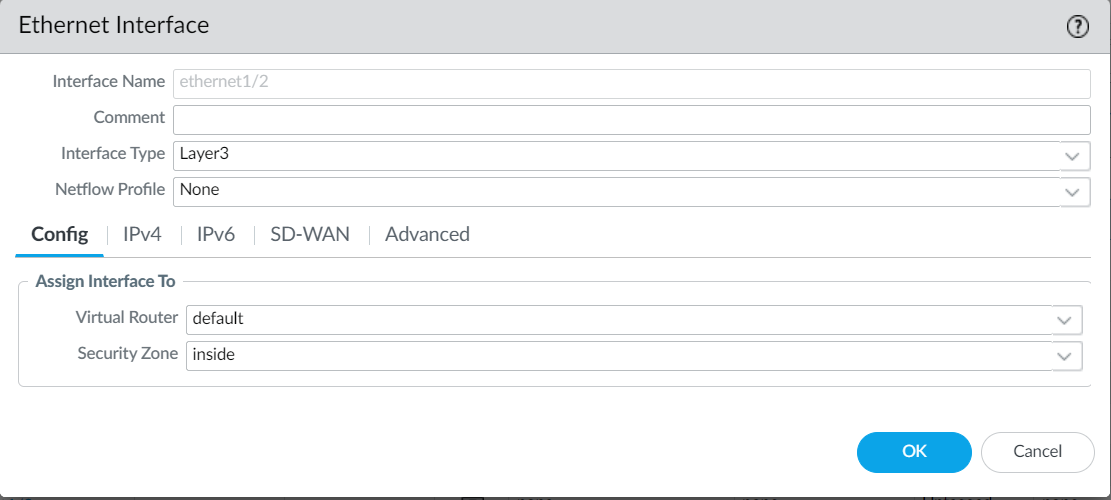 Ethernet Interface ?
Interface Name ethernet1/2
Comment
Interface Type Layer3
Netflow Profile None
Config IPv4 IPv6 SD-WAN Advanced
Assign Interface To
Virtual Router default
Security Zone inside
OK Cancel